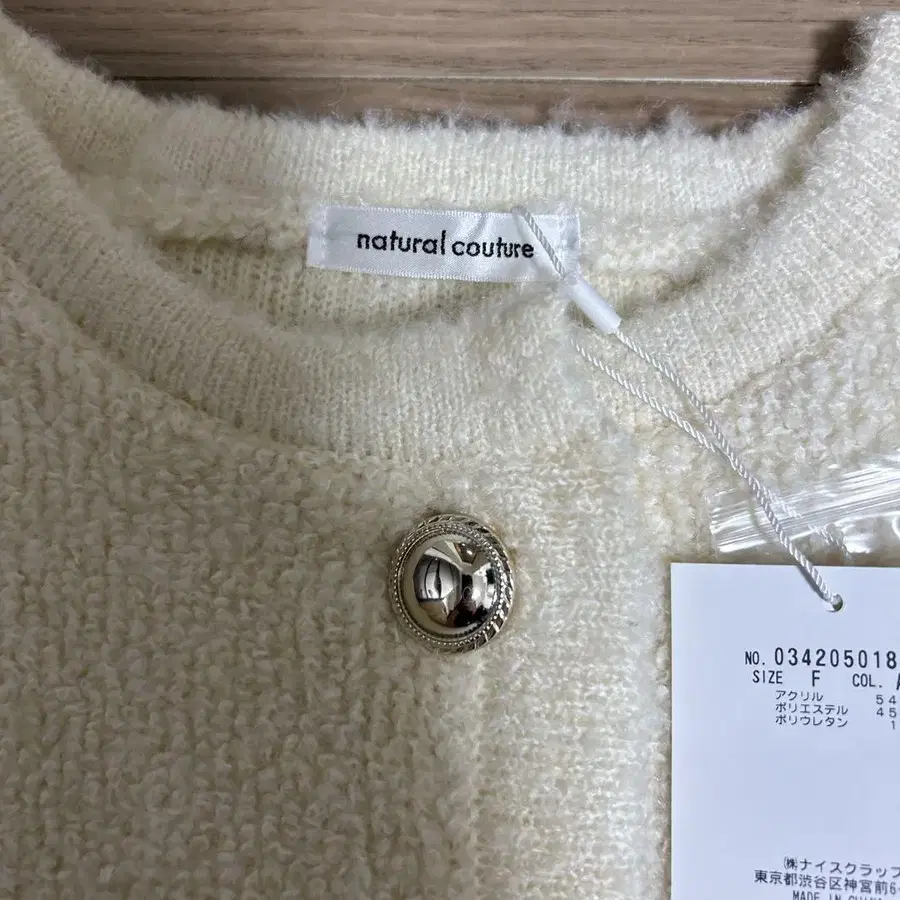 natural couture
NO. 034205018
SIZE F COL. A
アクリル 54
ポリエステル 45
ポリウレタン 1
㈱ナイスクラップ
東京都渋谷区神宮前6-
MADE IN CHINA